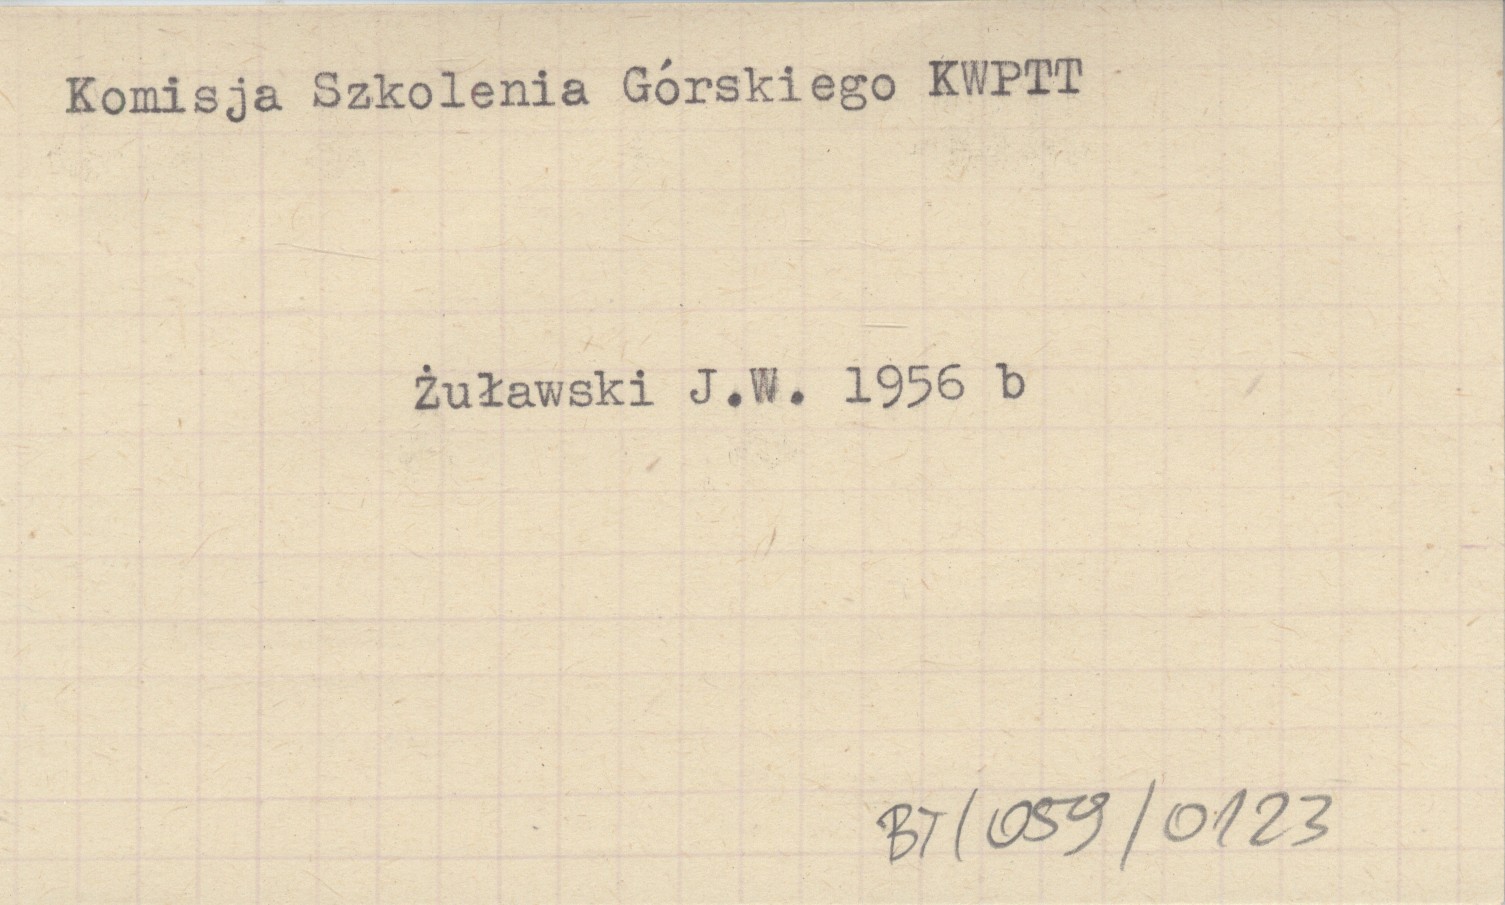 Komisja Szkolenia Górskiego KWPTT
Żuławski J.W. 1956 b
BT/059/0123